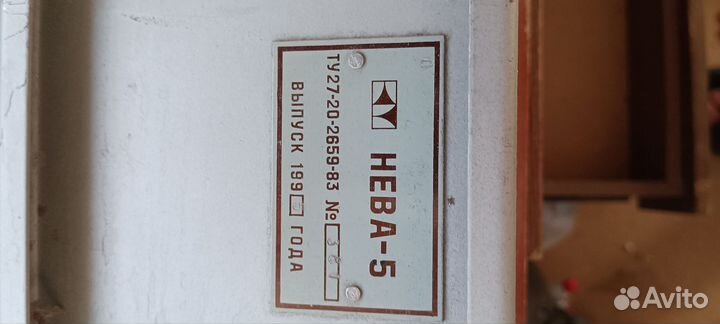 НЕВА-5
ТУ27-20-2659-83 №
ВЫПУСК 199 ГОДА
Avito